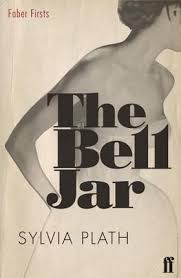 Faber Firsts
The
Bell
Jar
SYLVIA PLATH
ff